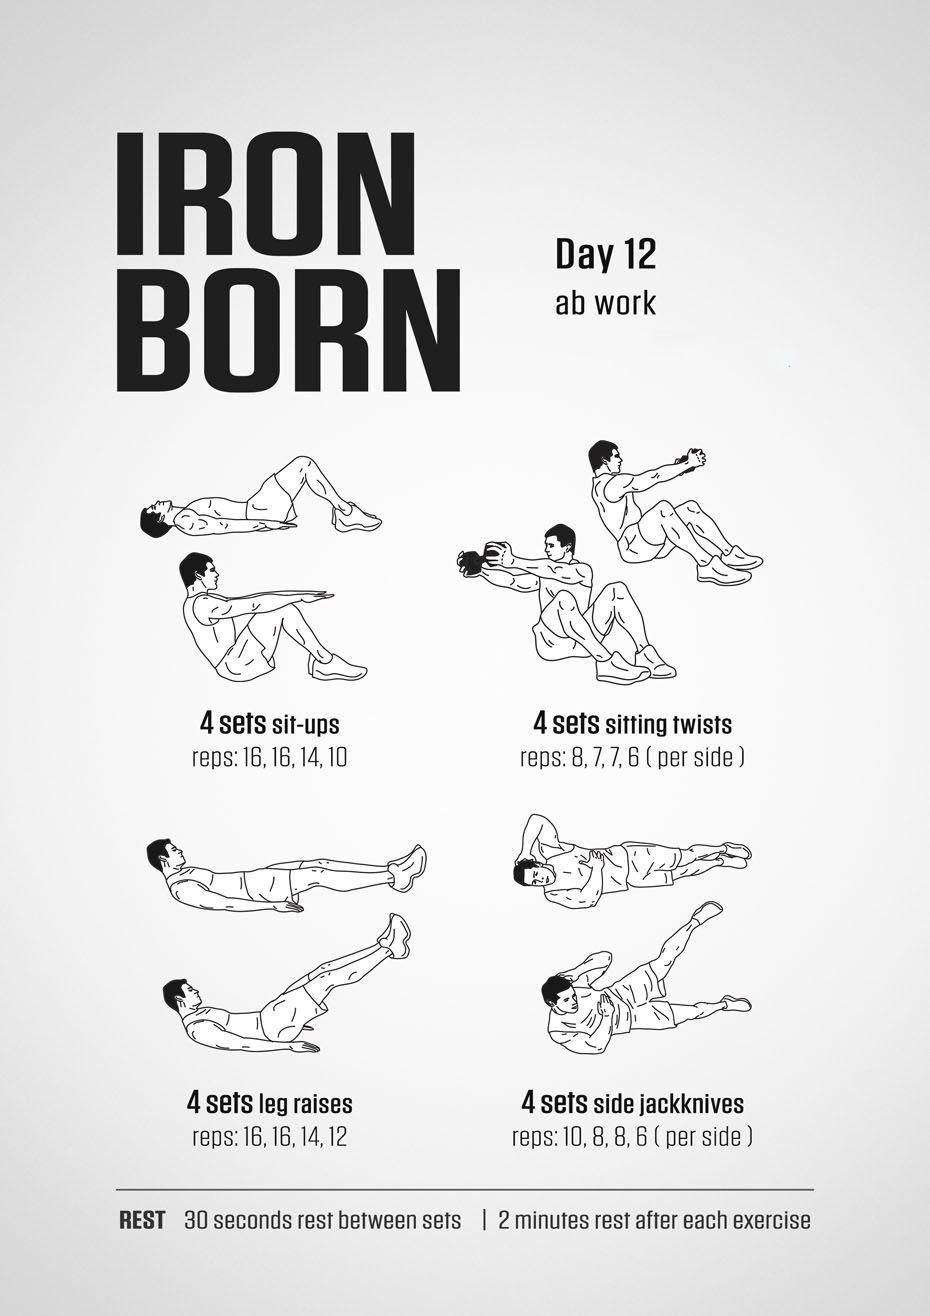 IRON
BORN
Day 12
ab work
4 sets sit-ups
reps: 16, 16, 14, 10
4 sets sitting twists
reps: 8, 7, 7, 6 ( per side )
4 sets leg raises
reps: 16, 16, 14, 12
4 sets side jackknives
reps: 10, 8, 8, 6 ( per side )
REST 30 seconds rest between sets | 2 minutes rest after each exercise